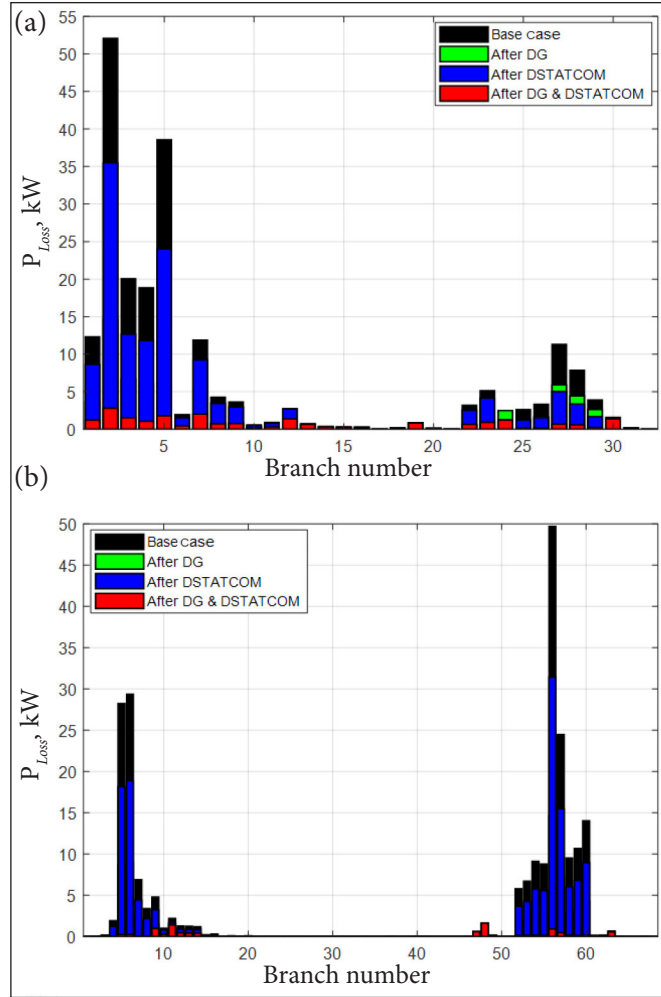 (a)
55
50
45
40
35
30
25
20
15
10
5
0
P_Loss, kW
Base case
After DG
After DSTATCOM
After DG & DSTATCOM
5 10 15 20 25 30
Branch number
(b)
50
45
40
35
30
25
20
15
10
5
0
P_Loss, kW
Base case
After DG
After DSTATCOM
After DG & DSTATCOM
10 20 30 40 50 60
Branch number